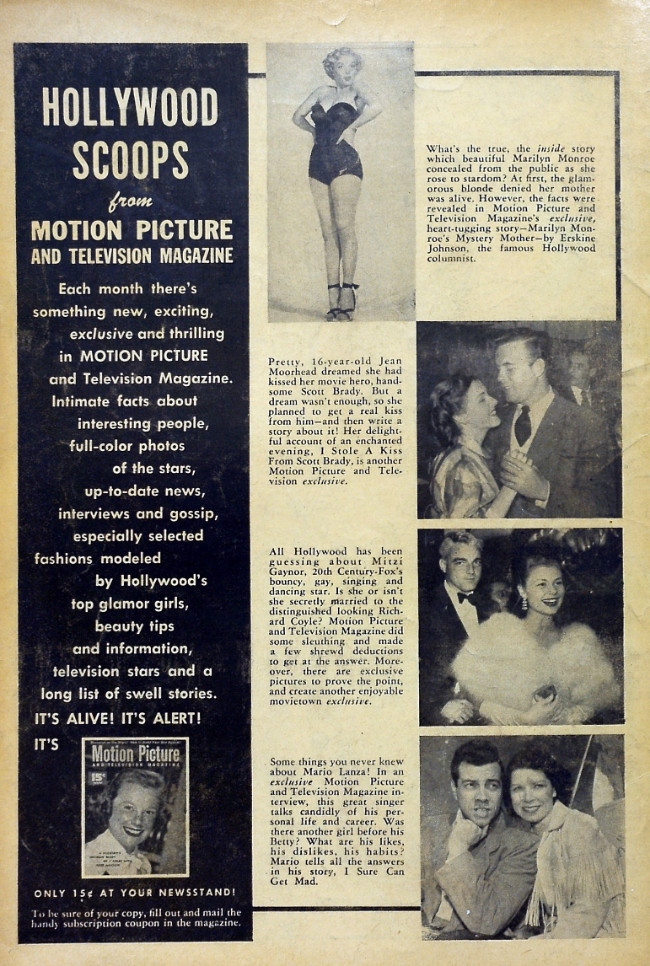 HOLLYWOOD
SCOOPS
from
MOTION PICTURE
AND TELEVISION MAGAZINE
Each month there's
something new, exciting,
exclusive and thrilling
in MOTION PICTURE
and Television Magazine.
Intimate facts about
interesting people,
full-color photos
of the stars,
up-to-date news,
interviews and gossip,
especially selected
fashions modeled
by Hollywood's
top glamor girls,
beauty tips
and information,
television stars and a
long list of swell stories.
IT'S ALIVE! IT'S ALERT!
IT'S
Motion Picture
AND TELEVISION MAGAZINE
15¢
ONLY 15¢ AT YOUR NEWSSTAND!
To be sure of your copy, fill out and mail the
handy subscription coupon in the magazine.
What's the true, the inside story
which beautiful Marilyn Monroe
concealed from the public as she
rose to stardom? At first, the glam-
orous blonde denied her mother
was alive. However, the facts were
revealed in Motion Picture and
Television Magazine's exclusive,
heart-tugging story—Marilyn Mon-
roe's Mystery Mother—by Erskine
Johnson, the famous Hollywood
columnist.
Pretty, 16-year-old Jean
Moorhead dreamed she had
kissed her movie hero, hand-
some Scott Brady. But a
dream wasn't enough, so she
planned to get a real kiss
from him—and then write a
story about it! Her delight-
ful account of an enchanted
evening, I Stole A Kiss
From Scott Brady, is another
Motion Picture and Tele-
vision exclusive.
All Hollywood has been
guessing about Mitzi
Gaynor, 20th Century-Fox's
bouncy, gay, singing and
dancing star. Is she or isn't
she secretly married to the
distinguished looking Rich-
ard Coyle? Motion Picture
and Television Magazine did
some sleuthing and made
a few shrewd deductions
to get at the answer. More-
over, there are exclusive
pictures to prove the point,
and create another enjoyable
movietown exclusive.
Some things you never knew
about Mario Lanza! In an
exclusive Motion Picture
and Television Magazine in-
terview, this great singer
talks candidly of his per-
sonal life and career. Was
there another girl before his
Betty? What are his likes,
his dislikes, his habits?
Mario tells all the answers
in his story, I Sure Can
Get Mad.